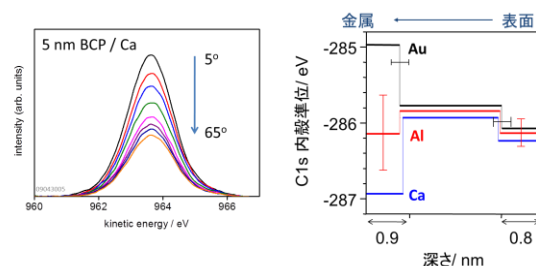 5 nm BCP / Ca
5°
65°
intensity (arb. units)
09043005
960
962
964
966
kinetic energy / eV
金属
表面
-285
-286
-287
C1s 内殻準位/ eV
Au
Al
Ca
0.9
0.8
深さ/ nm